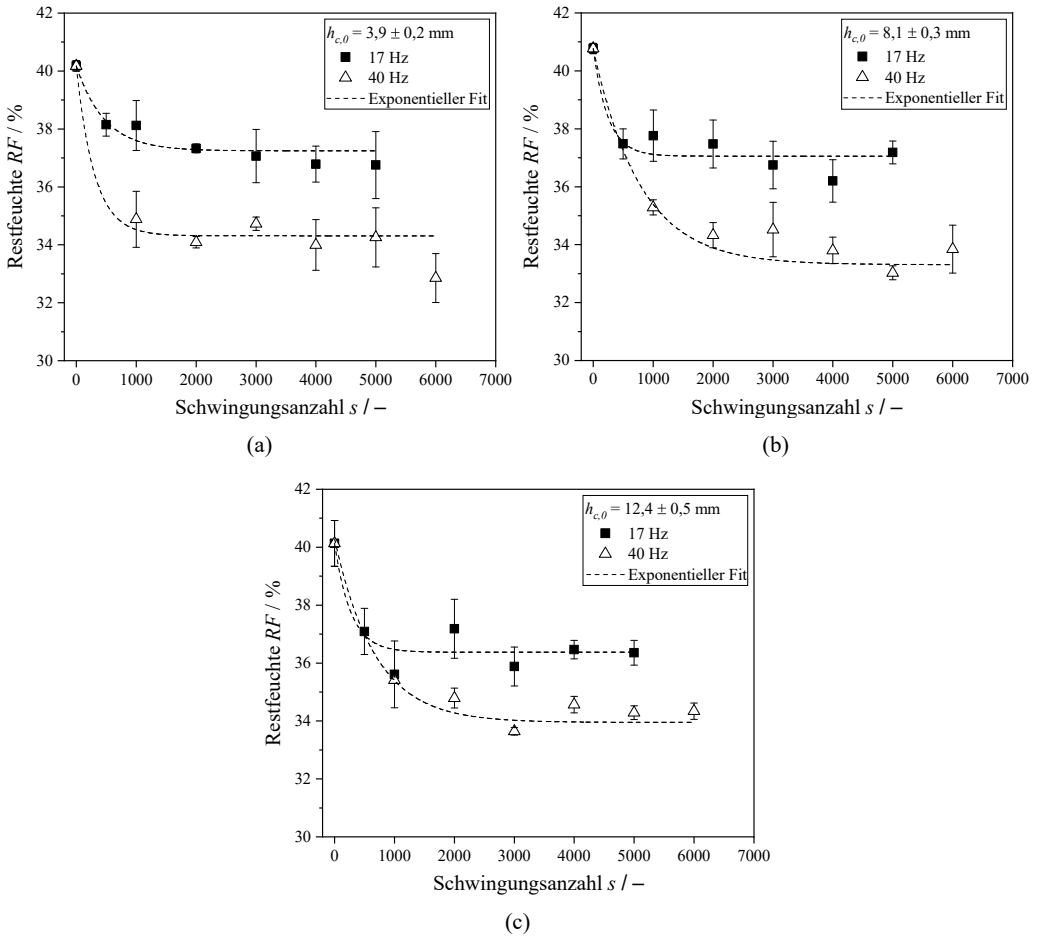 42
40
38
36
34
32
30
Restfeuchte RF / %
h_{c,0} = 3,9 ± 0,2 mm
17 Hz
40 Hz
Exponentieller Fit
0 1000 2000 3000 4000 5000 6000 7000
Schwingungsanzahl s / –
(a)
42
40
38
36
34
32
30
Restfeuchte RF / %
h_{c,0} = 8,1 ± 0,3 mm
17 Hz
40 Hz
Exponentieller Fit
0 1000 2000 3000 4000 5000 6000 7000
Schwingungsanzahl s / –
(b)
42
40
38
36
34
32
30
Restfeuchte RF / %
h_{c,0} = 12,4 ± 0,5 mm
17 Hz
40 Hz
Exponentieller Fit
0 1000 2000 3000 4000 5000 6000 7000
Schwingungsanzahl s / –
(c)